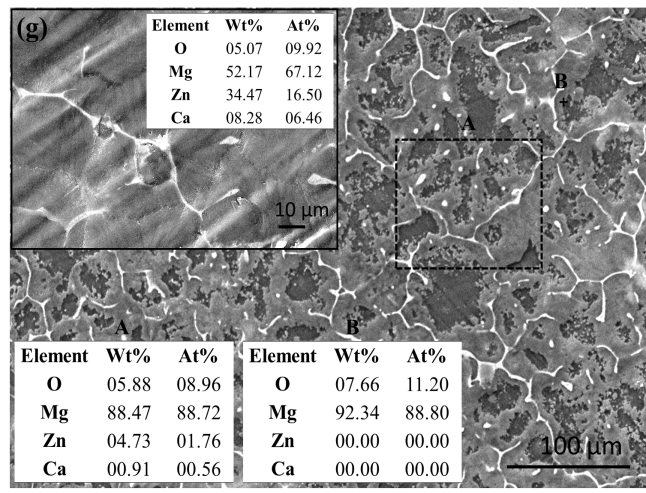 (g)
Element Wt% At%
O 05.07 09.92
Mg 52.17 67.12
Zn 34.47 16.50
Ca 08.28 06.46
10 µm
B
+
A
A
Element Wt% At%
O 05.88 08.96
Mg 88.47 88.72
Zn 04.73 01.76
Ca 00.91 00.56
B
Element Wt% At%
O 07.66 11.20
Mg 92.34 88.80
Zn 00.00 00.00
Ca 00.00 00.00
100 µm